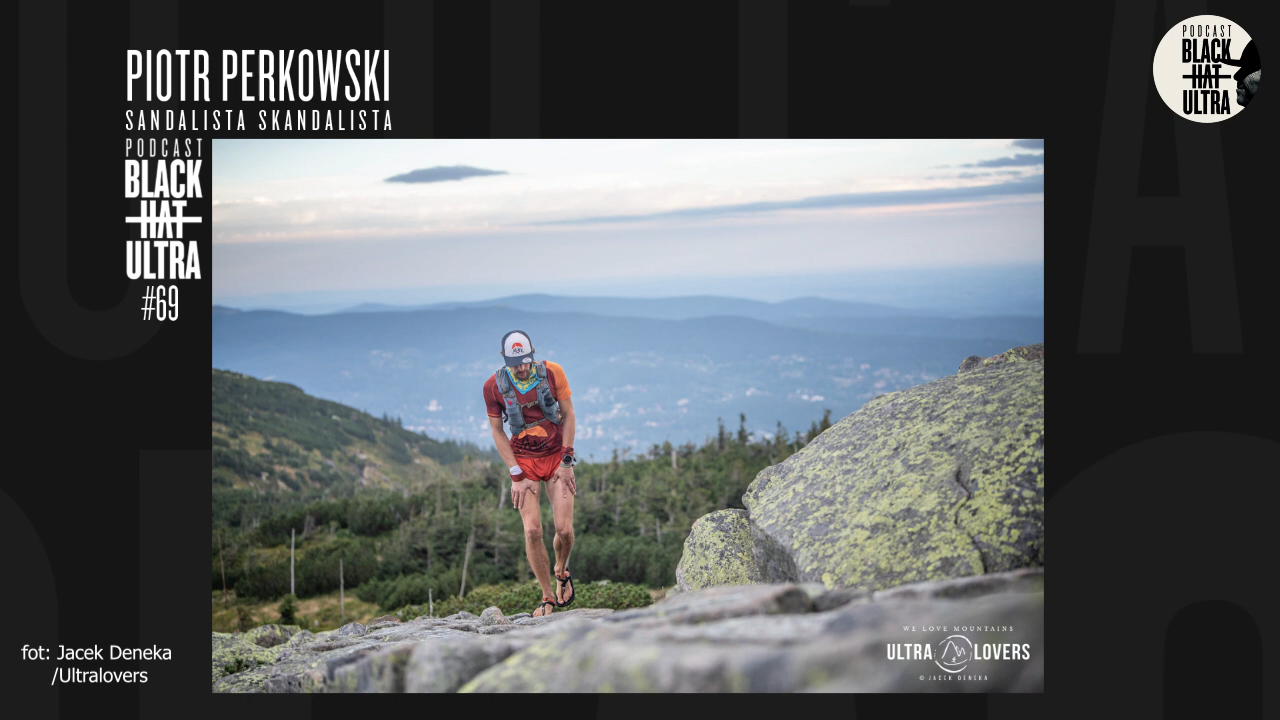 PIOTR PERKOWSKI
SANDALISTA SKANDALISTA
PODCAST
BLACK
HAT
ULTRA
#69
PODCAST
BLACK
HAT
ULTRA
fot: Jacek Deneka
/Ultralovers
WE LOVE MOUNTAINS
ULTRA LOVERS
© JACEK DENEKA